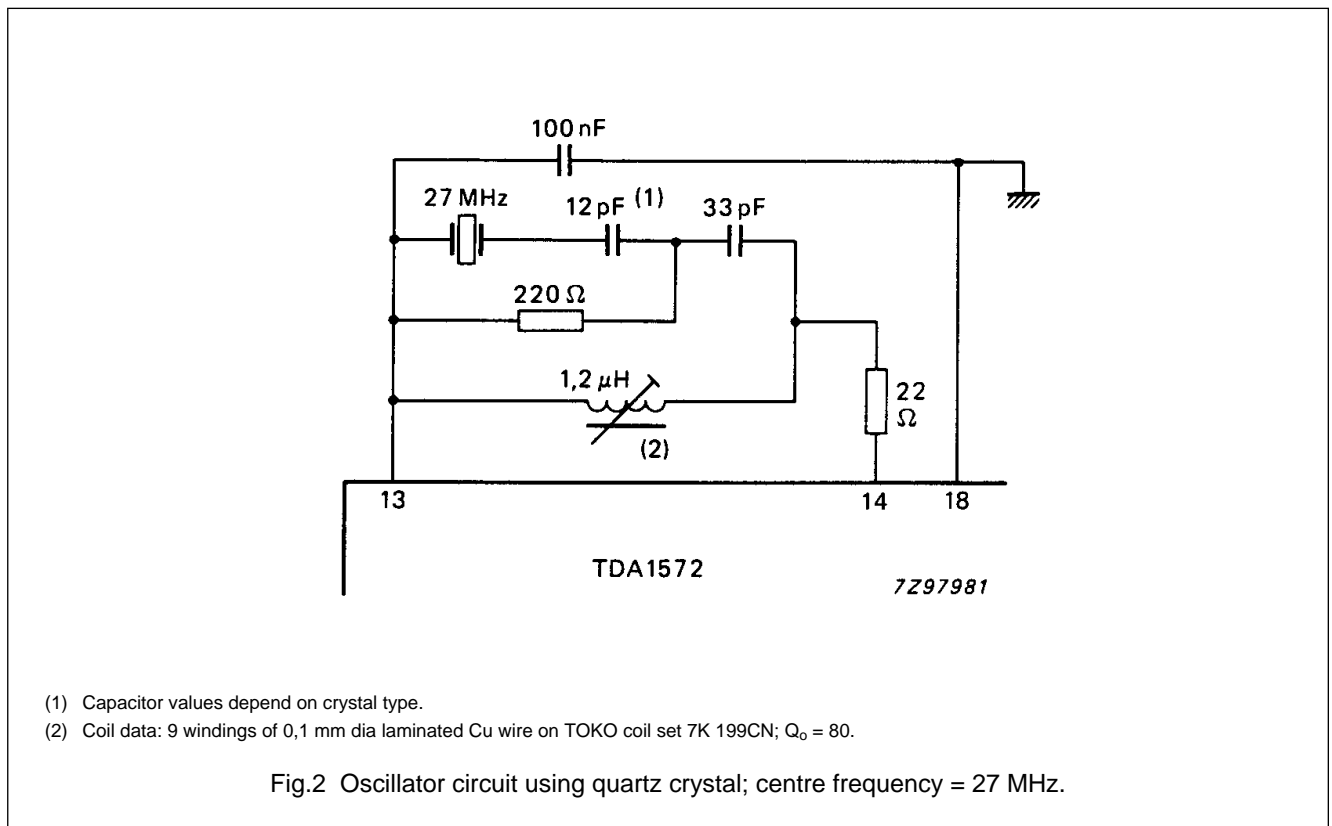 100 nF
27 MHz
12 pF (1)
33 pF
220 Ω
1,2 μH
(2)
22
Ω
13
14
18
TDA1572
7Z97981
(1) Capacitor values depend on crystal type.
(2) Coil data: 9 windings of 0,1 mm dia laminated Cu wire on TOKO coil set 7K 199CN; Qo = 80.
Fig.2 Oscillator circuit using quartz crystal; centre frequency = 27 MHz.